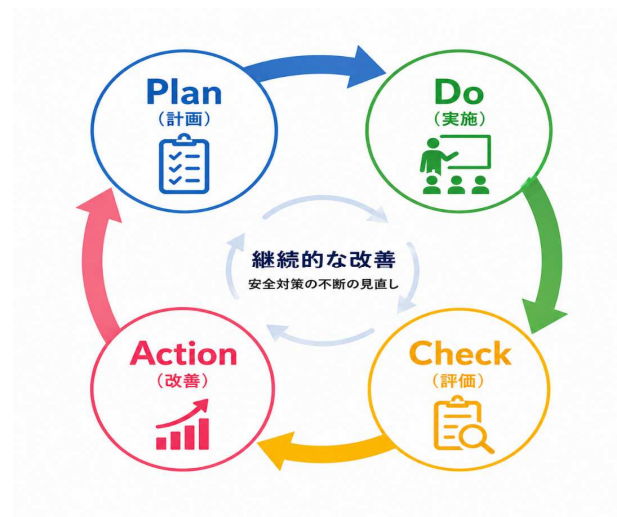 Plan
（計画）
Do
（実施）
継続的な改善
安全対策の不断の見直し
Action
（改善）
Check
（評価）